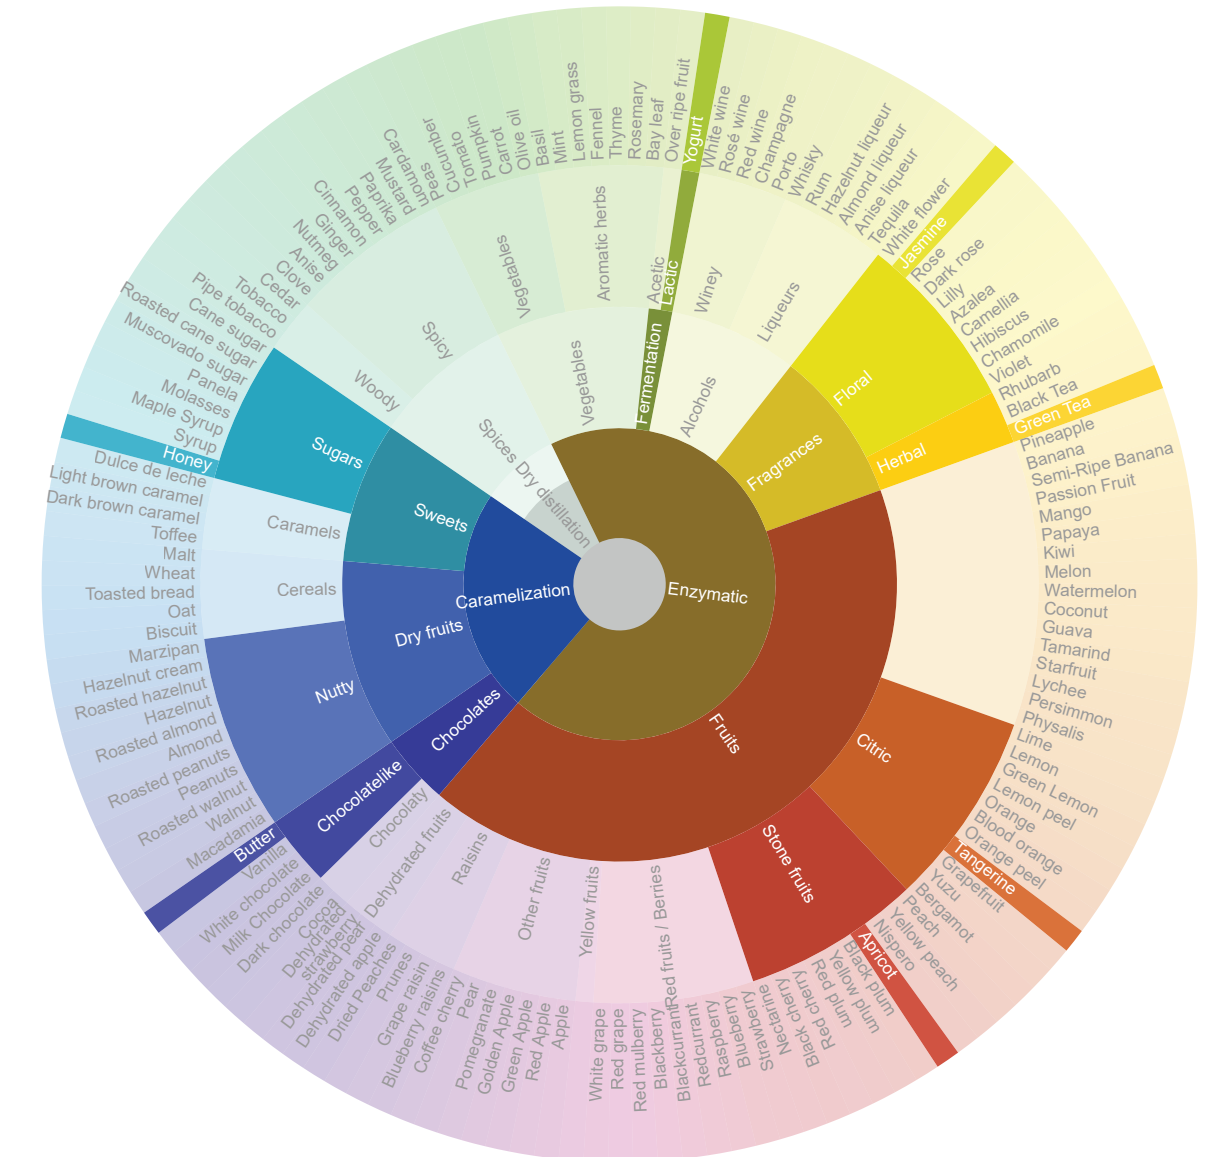 Enzymatic
Dry distillation
Caramelization
Fermentation
Alcohols
Fragrances
Fruits
Chocolates
Dry fruits
Sweets
Spices
Vegetables
Lactic
Winey
Liqueurs
Floral
Herbal
Citric
Stone fruits
Red fruits / Berries
Yellow fruits
Other fruits
Raisins
Dehydrated fruits
Chocolaty
Chocolatelike
Nutty
Cereals
Caramels
Sugars
Woody
Spicy
Vegetables
Aromatic herbs
Acetic
Yogurt
White wine
Rosé wine
Red wine
Champagne
Porto
Whisky
Rum
Hazelnut liqueur
Almond liqueur
Anise liqueur
Tequila
White flower
Jasmine
Rose
Dark rose
Lilly
Azalea
Camellia
Hibiscus
Chamomile
Violet
Rhubarb
Black Tea
Green Tea
Pineapple
Banana
Semi-Ripe Banana
Passion Fruit
Mango
Papaya
Kiwi
Melon
Watermelon
Coconut
Guava
Tamarind
Starfruit
Lychee
Persimmon
Physalis
Lime
Lemon
Green Lemon
Lemon peel
Orange
Blood orange
Orange peel
Tangerine
Grapefruit
Yuzu
Bergamot
Peach
Yellow peach
Nispero
Apricot
Black plum
Yellow plum
Red plum
Red cherry
Black cherry
Nectarine
Strawberry
Blueberry
Raspberry
Redcurrant
Blackcurrant
Blackberry
Red mulberry
Red grape
White grape
Apple
Red Apple
Green Apple
Golden Apple
Pomegranate
Pear
Coffee cherry
Blueberry raisins
Grape raisin
Prunes
Dried Peaches
Dehydrated apple
Dehydrated pear
Dehydrated
strawberry
Cocoa
Dark chocolate
Milk Chocolate
White chocolate
Vanilla
Butter
Macadamia
Walnut
Roasted walnut
Peanuts
Roasted peanuts
Almond
Roasted almond
Hazelnut
Roasted hazelnut
Hazelnut cream
Marzipan
Biscuit
Oat
Toasted bread
Wheat
Malt
Toffee
Dark brown caramel
Light brown caramel
Dulce de leche
Honey
Syrup
Maple Syrup
Molasses
Panela
Muscovado sugar
Roasted cane sugar
Cane sugar
Pipe tobacco
Tobacco
Cedar
Clove
Anise
Nutmeg
Ginger
Cinnamon
Pepper
Paprika
Mustard
Cardamom
Peas
Cucumber
Tomato
Pumpkin
Carrot
Olive oil
Basil
Mint
Lemon grass
Fennel
Thyme
Rosemary
Bay leaf
Over ripe fruit